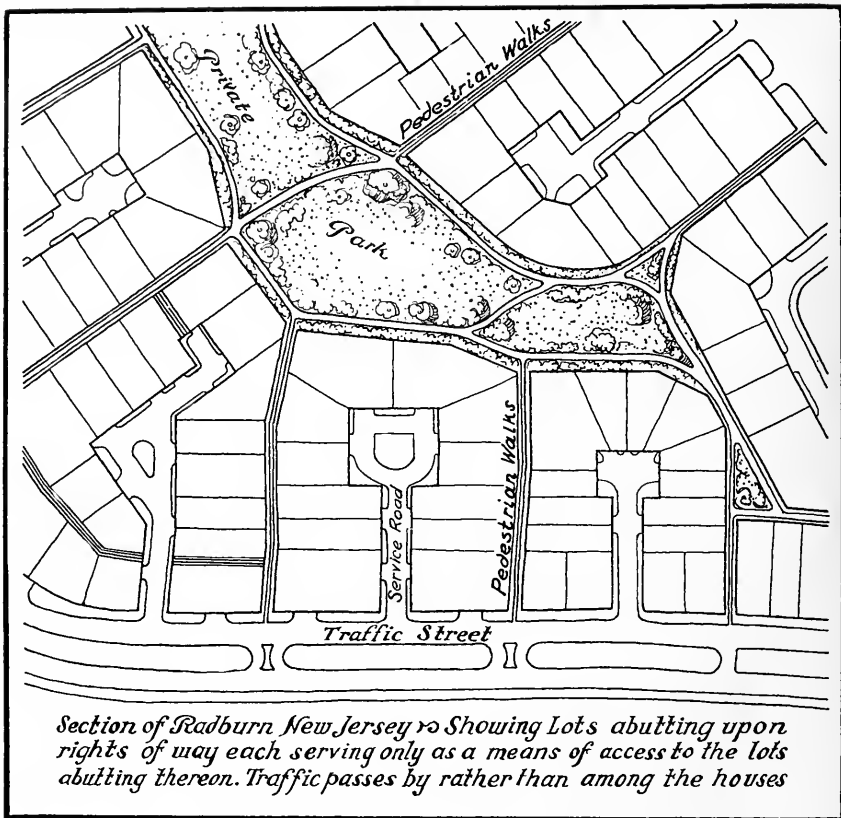 Private
Park
Pedestrian Walks
Pedestrian Walks
Service Road
Traffic Street
Section of Radburn New Jersey Showing Lots abutting upon
rights of way each serving only as a means of access to the lots
abutting thereon. Traffic passes by rather than among the houses